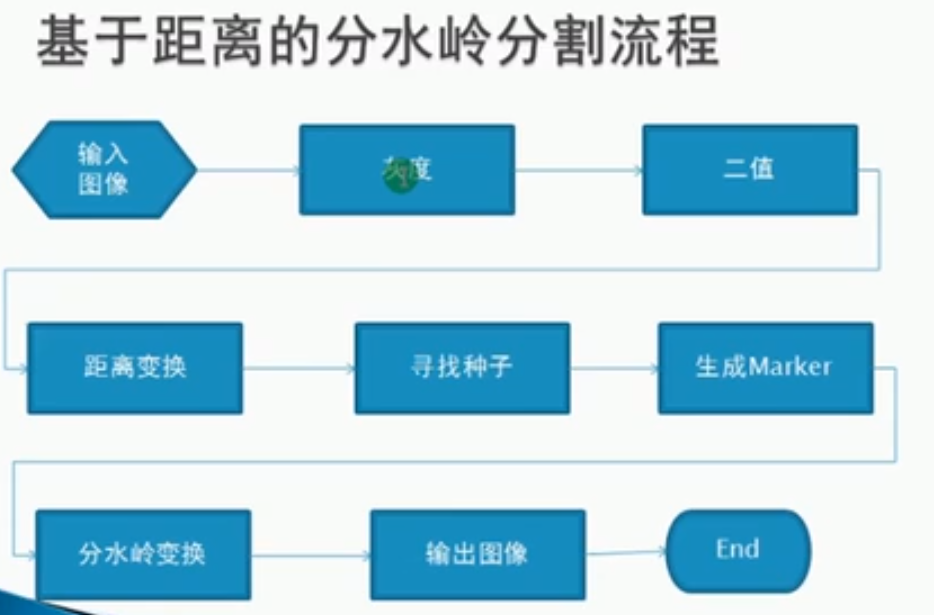 基于距离的分水岭分割流程
输入
图像
灰度
二值
距离变换
寻找种子
生成Marker
分水岭变换
输出图像
End